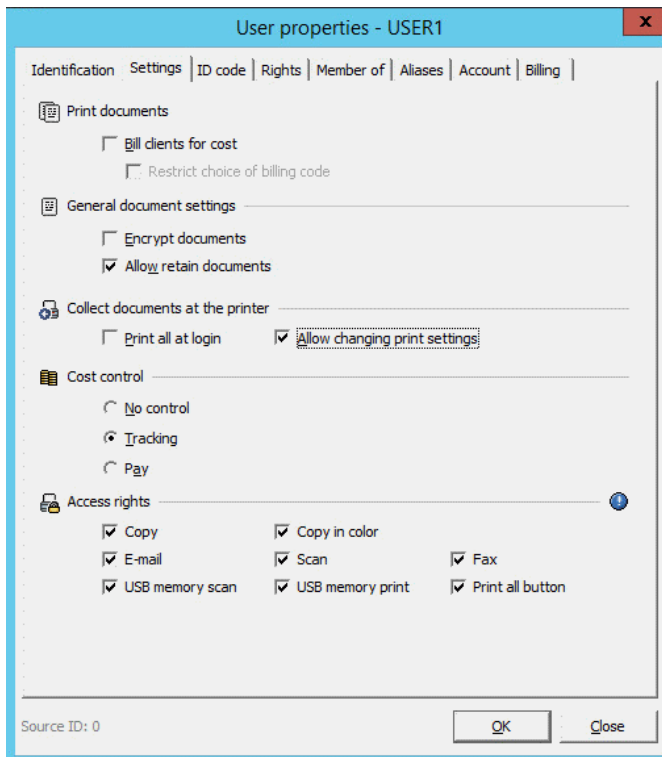 User properties - USER1
x
Identification Settings ID code Rights Member of Aliases Account Billing
Print documents
Bill clients for cost
Restrict choice of billing code
General document settings
Encrypt documents
Allow retain documents
Collect documents at the printer
Print all at login Allow changing print settings
Cost control
No control
Tracking
Pay
Access rights
Copy Copy in color
E-mail Scan Fax
USB memory scan USB memory print Print all button
Source ID: 0 OK Close